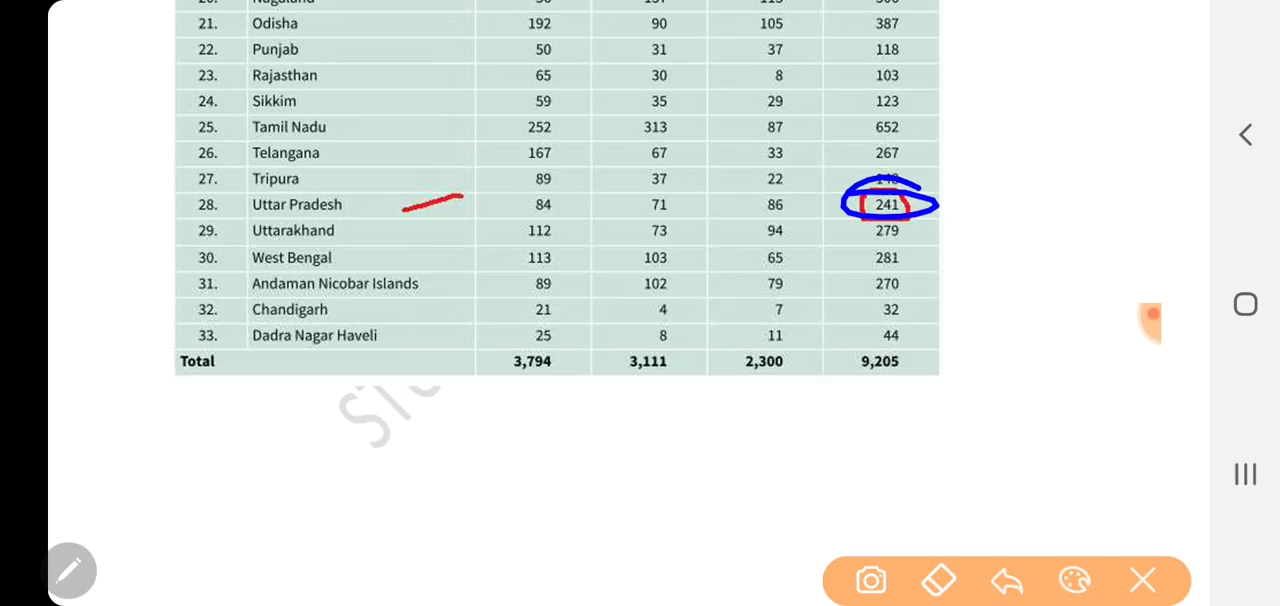 21. Odisha 192 90 105 387
22. Punjab 50 31 37 118
23. Rajasthan 65 30 8 103
24. Sikkim 59 35 29 123
25. Tamil Nadu 252 313 87 652
26. Telangana 167 67 33 267
27. Tripura 89 37 22 148
28. Uttar Pradesh 84 71 86 241
29. Uttarakhand 112 73 94 279
30. West Bengal 113 103 65 281
31. Andaman Nicobar Islands 89 102 79 270
32. Chandigarh 21 4 7 32
33. Dadra Nagar Haveli 25 8 11 44
Total 3,794 3,111 2,300 9,205